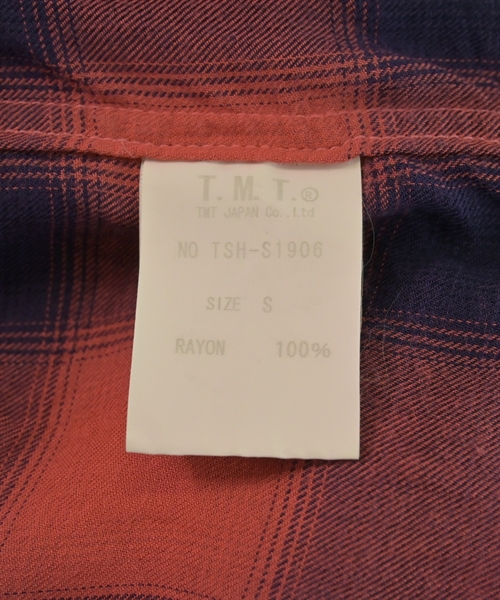 T.M.T.®
TMT JAPAN Co.,Ltd
NO TSH-S1906
SIZE S
RAYON 100%